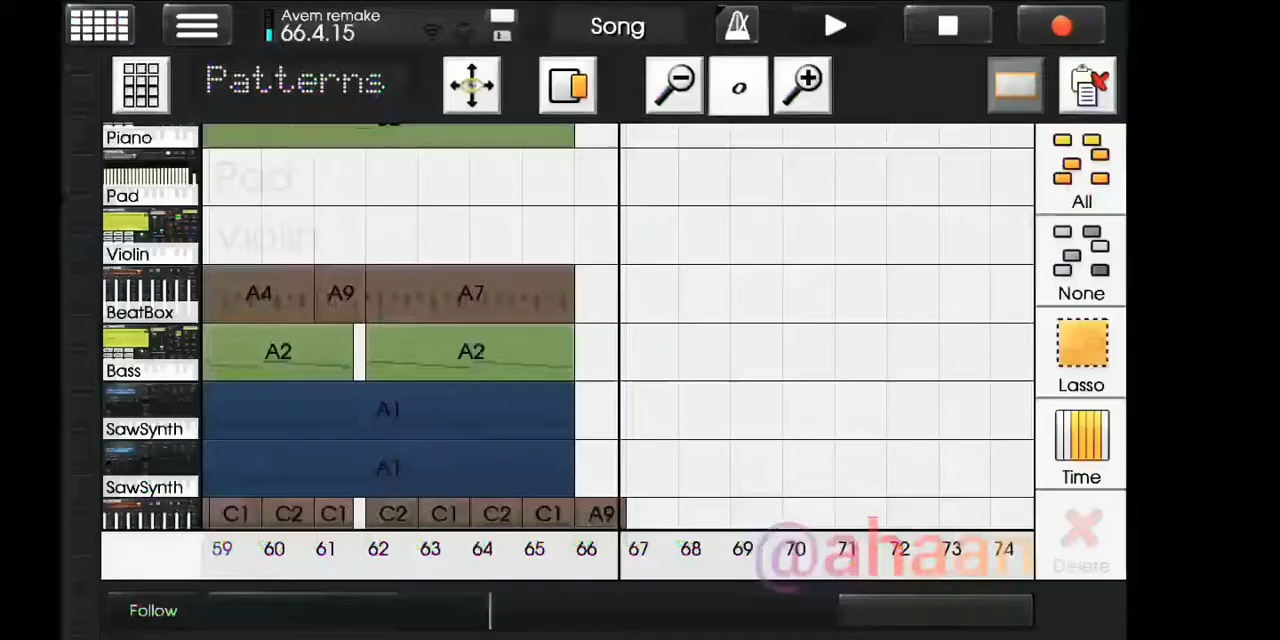 Avem remake
66.4.15
Song
Patterns
Piano
Pad
Pad
Violin
Violin
BeatBox
A4 A9 A7
Bass
A2 A2
SawSynth
A1
SawSynth
A1
C1 C2 C1 C2 C1 C2 C1 A9
59 60 61 62 63 64 65 66 67 68 69 70 71 72 73 74
@ahaan
Follow
All
None
Lasso
Time
Delete